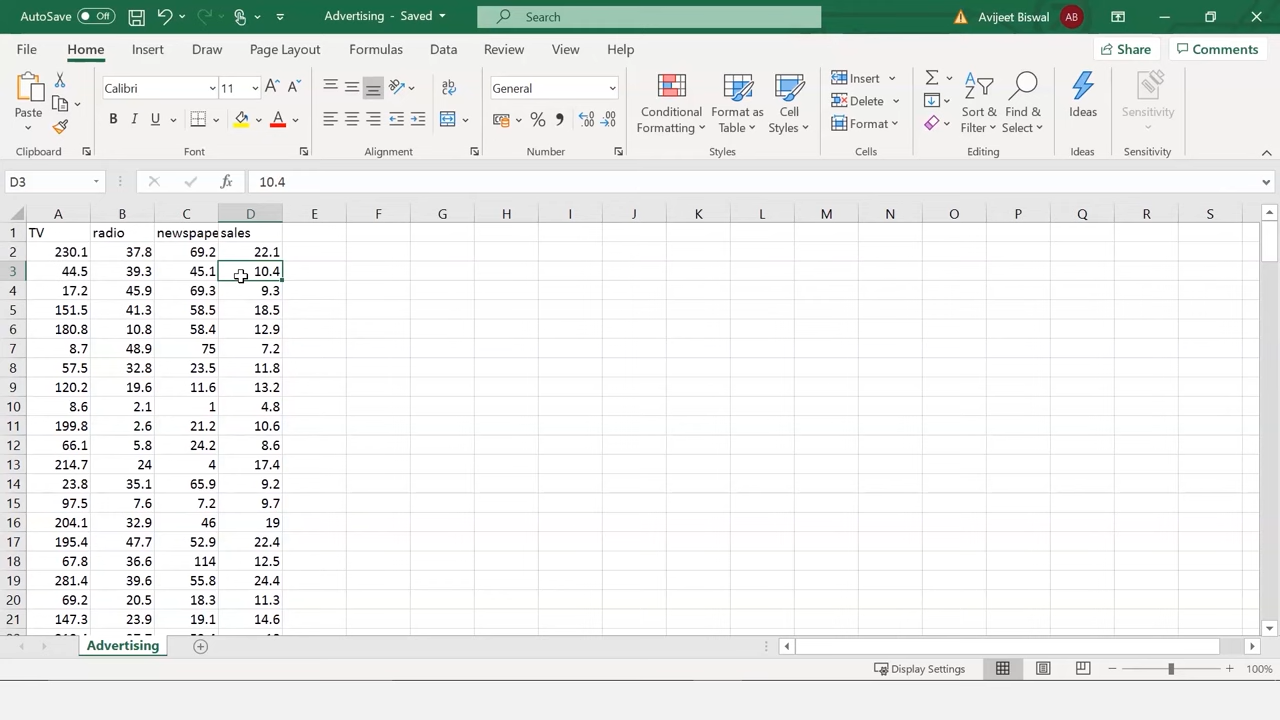 AutoSave Off Advertising - Saved Search Avijeet Biswal AB
File Home Insert Draw Page Layout Formulas Data Review View Help Share Comments
Calibri 11 General Insert
Paste Conditional Format as Cell Delete Sort & Find & Ideas Sensitivity
B I U A % Formatting Table Styles Format Filter Select
Clipboard Font Alignment Number Styles Cells Editing Ideas Sensitivity
D3 fx 10.4
A B C D E F G H I J K L M N O P Q R S
1 TV radio newspape sales
2 230.1 37.8 69.2 22.1
3 44.5 39.3 45.1 10.4
4 17.2 45.9 69.3 9.3
5 151.5 41.3 58.5 18.5
6 180.8 10.8 58.4 12.9
7 8.7 48.9 75 7.2
8 57.5 32.8 23.5 11.8
9 120.2 19.6 11.6 13.2
10 8.6 2.1 1 4.8
11 199.8 2.6 21.2 10.6
12 66.1 5.8 24.2 8.6
13 214.7 24 4 17.4
14 23.8 35.1 65.9 9.2
15 97.5 7.6 7.2 9.7
16 204.1 32.9 46 19
17 195.4 47.7 52.9 22.4
18 67.8 36.6 114 12.5
19 281.4 39.6 55.8 24.4
20 69.2 20.5 18.3 11.3
21 147.3 23.9 19.1 14.6
Advertising
Display Settings 100%